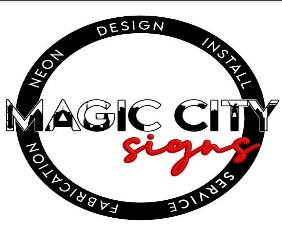 NEON DESIGN INSTALL
MAGIC CITY
signs
FABRICATION SERVICE